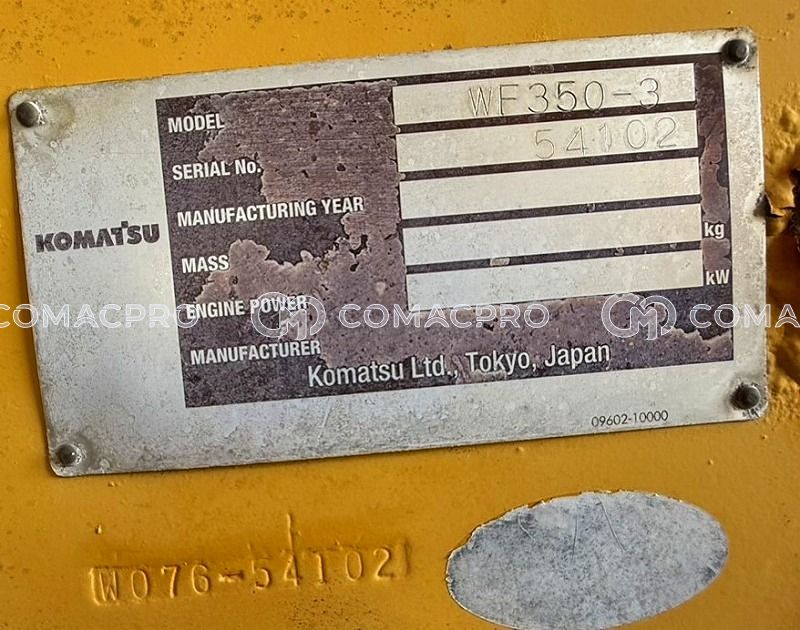 MODEL WF350-3
SERIAL No. 54102
MANUFACTURING YEAR
KOMATSU
MASS kg
ENGINE POWER kW
COMACPRO COMACPRO COMACPRO
MANUFACTURER
Komatsu Ltd., Tokyo, Japan
09602-10000
W076-54102